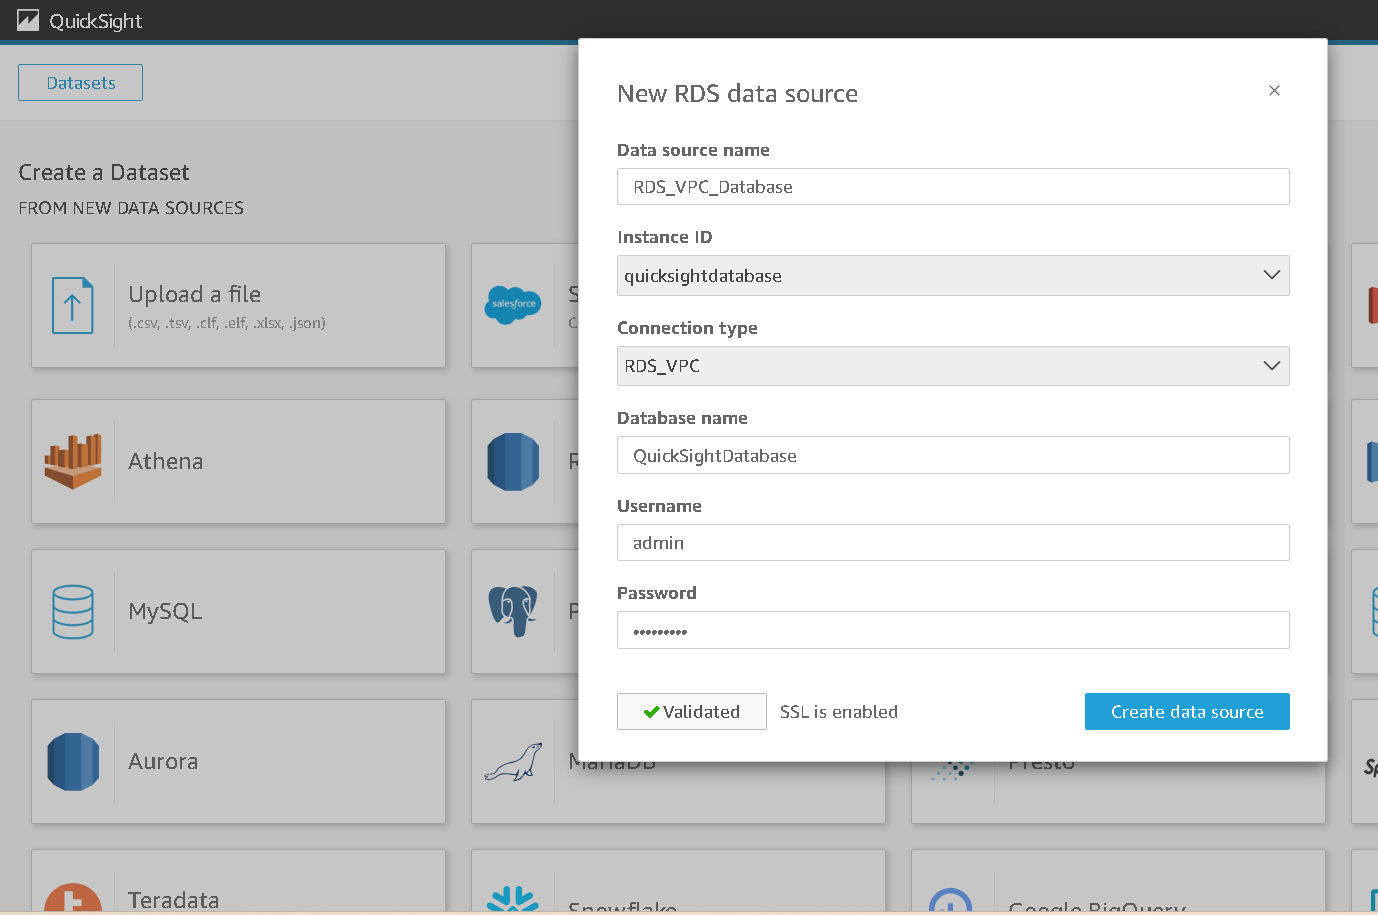 QuickSight
Datasets
Create a Dataset
FROM NEW DATA SOURCES
Upload a file
(.csv, .tsv, .clf, .elf, .xlsx, .json)
salesforce
Athena
MySQL
Aurora
MariaDB
Presto
Teradata
Snowflake
Google BigQuery
New RDS data source
Data source name
RDS_VPC_Database
Instance ID
quicksightdatabase
Connection type
RDS_VPC
Database name
QuickSightDatabase
Username
admin
Password
•••••••••
Validated
SSL is enabled
Create data source